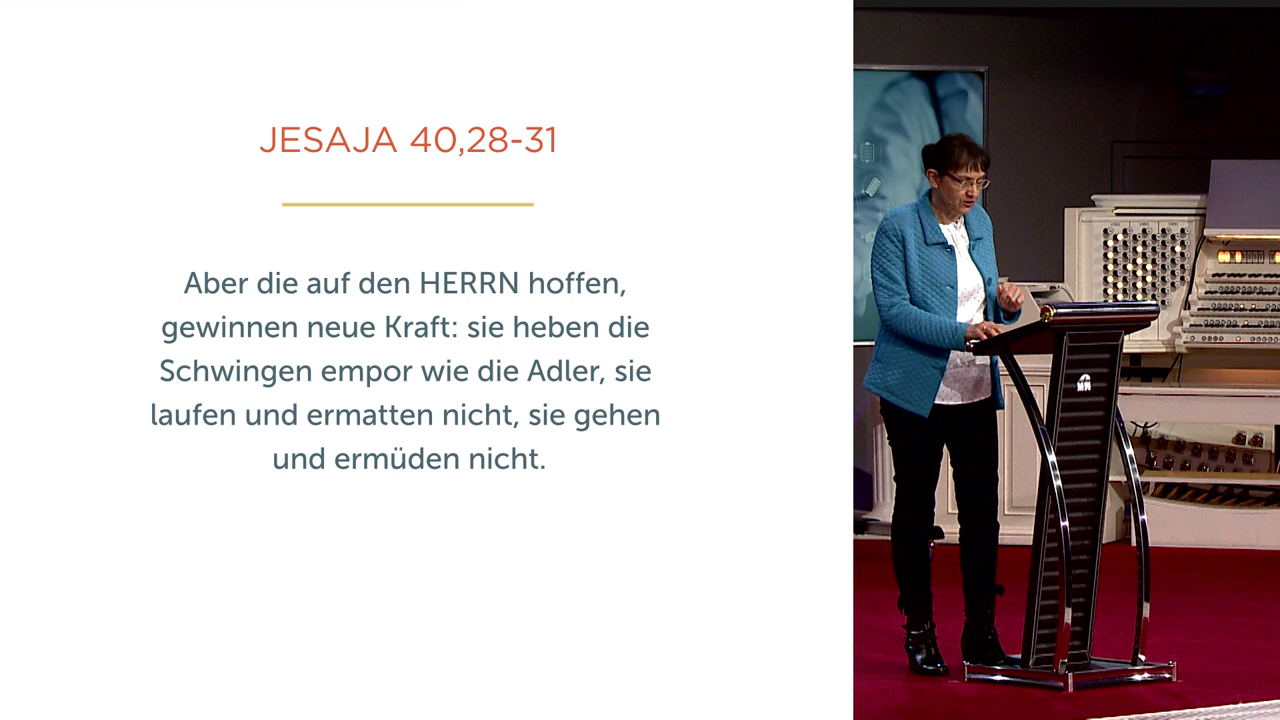 JESAJA 40,28-31
Aber die auf den HERRN hoffen,
gewinnen neue Kraft: sie heben die
Schwingen empor wie die Adler, sie
laufen und ermatten nicht, sie gehen
und ermüden nicht.